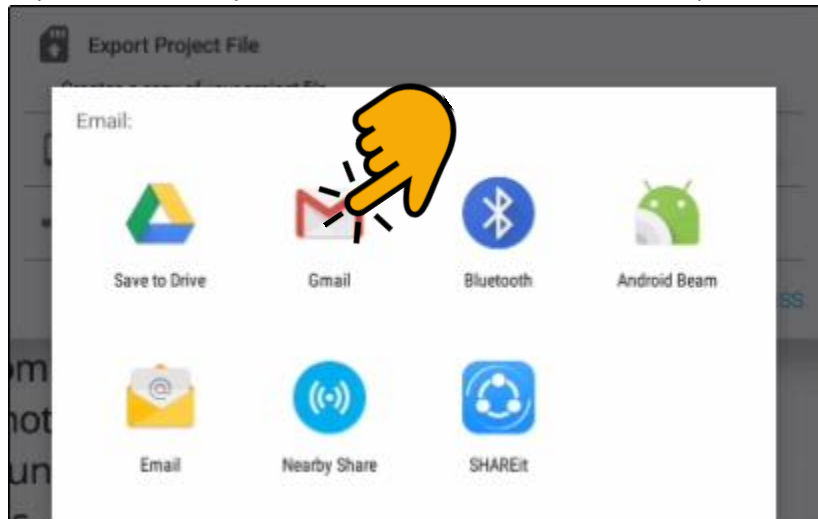 Export Project File
Email:
Save to Drive
Gmail
Bluetooth
Android Beam
Email
Nearby Share
SHAREit